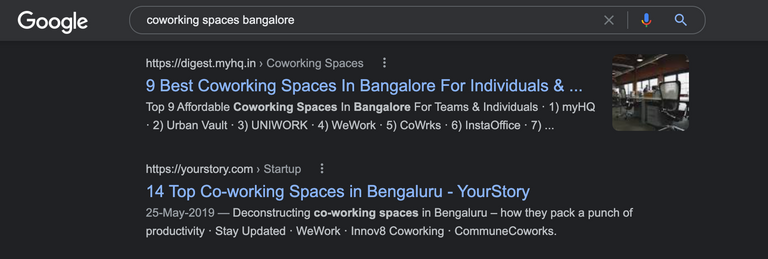 Google
coworking spaces bangalore
https://digest.myhq.in › Coworking Spaces
9 Best Coworking Spaces In Bangalore For Individuals & ...
Top 9 Affordable Coworking Spaces In Bangalore For Teams & Individuals · 1) myHQ
· 2) Urban Vault · 3) UNIWORK · 4) WeWork · 5) CoWrks · 6) InstaOffice · 7) ...
https://yourstory.com › Startup
14 Top Co-working Spaces in Bengaluru - YourStory
25-May-2019 — Deconstructing co-working spaces in Bengaluru – how they pack a punch of
productivity · Stay Updated · WeWork · Innov8 Coworking · CommuneCoworks.